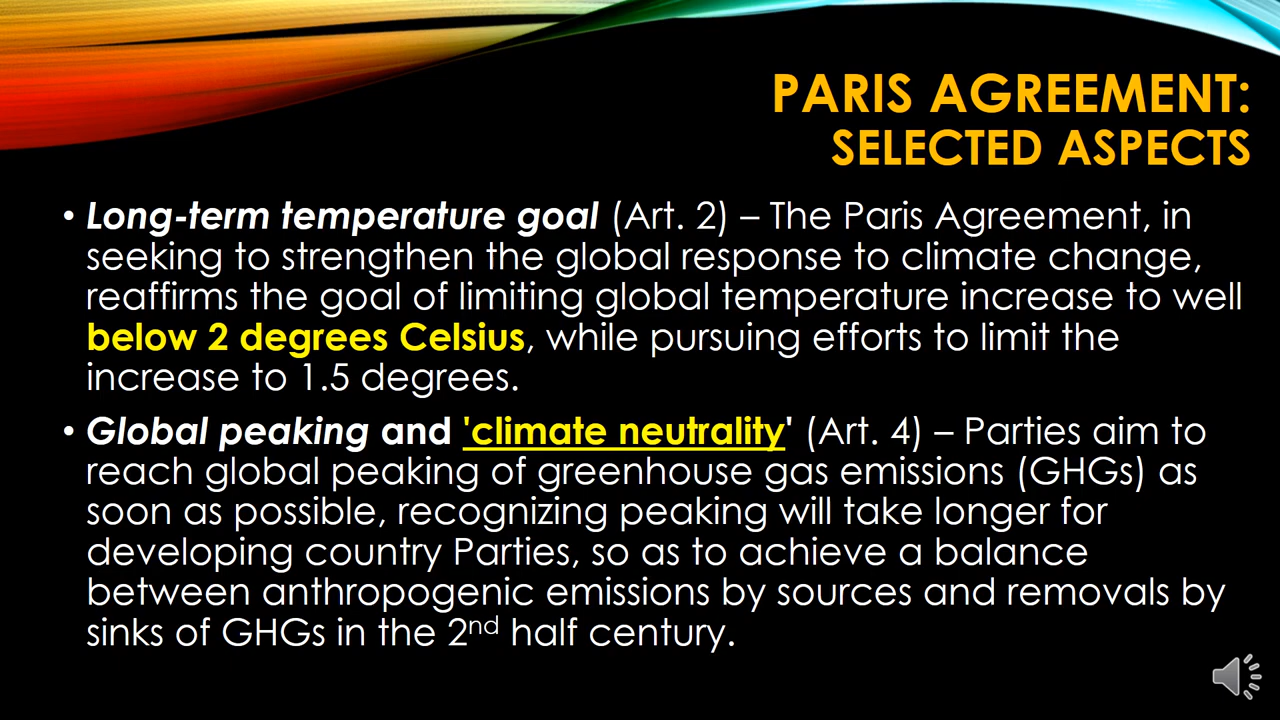 PARIS AGREEMENT:
SELECTED ASPECTS
• Long-term temperature goal (Art. 2) – The Paris Agreement, in
seeking to strengthen the global response to climate change,
reaffirms the goal of limiting global temperature increase to well
below 2 degrees Celsius, while pursuing efforts to limit the
increase to 1.5 degrees.
• Global peaking and 'climate neutrality' (Art. 4) – Parties aim to
reach global peaking of greenhouse gas emissions (GHGs) as
soon as possible, recognizing peaking will take longer for
developing country Parties, so as to achieve a balance
between anthropogenic emissions by sources and removals by
sinks of GHGs in the 2nd half century.